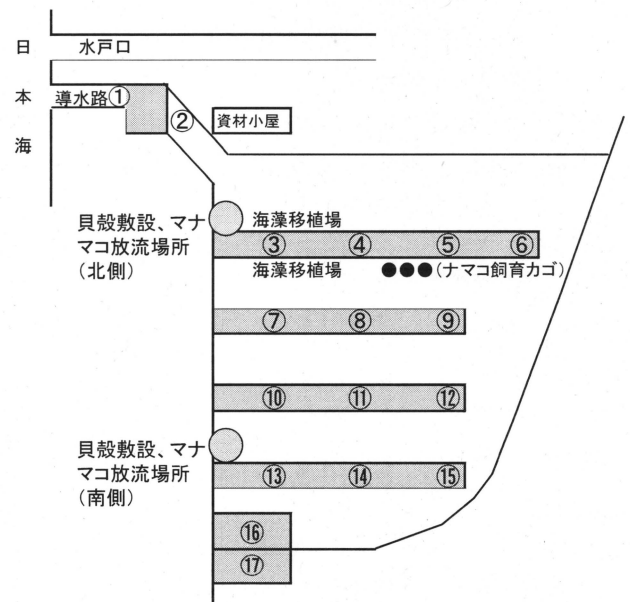 日本海
水戸口
導水路①
②
資材小屋
貝殻敷設、マナ
マコ放流場所
（北側）
海藻移植場
③ ④ ⑤ ⑥
海藻移植場 ●●●(ナマコ飼育カゴ)
⑦ ⑧ ⑨
⑩ ⑪ ⑫
貝殻敷設、マナ
マコ放流場所
（南側）
⑬ ⑭ ⑮
⑯
⑰